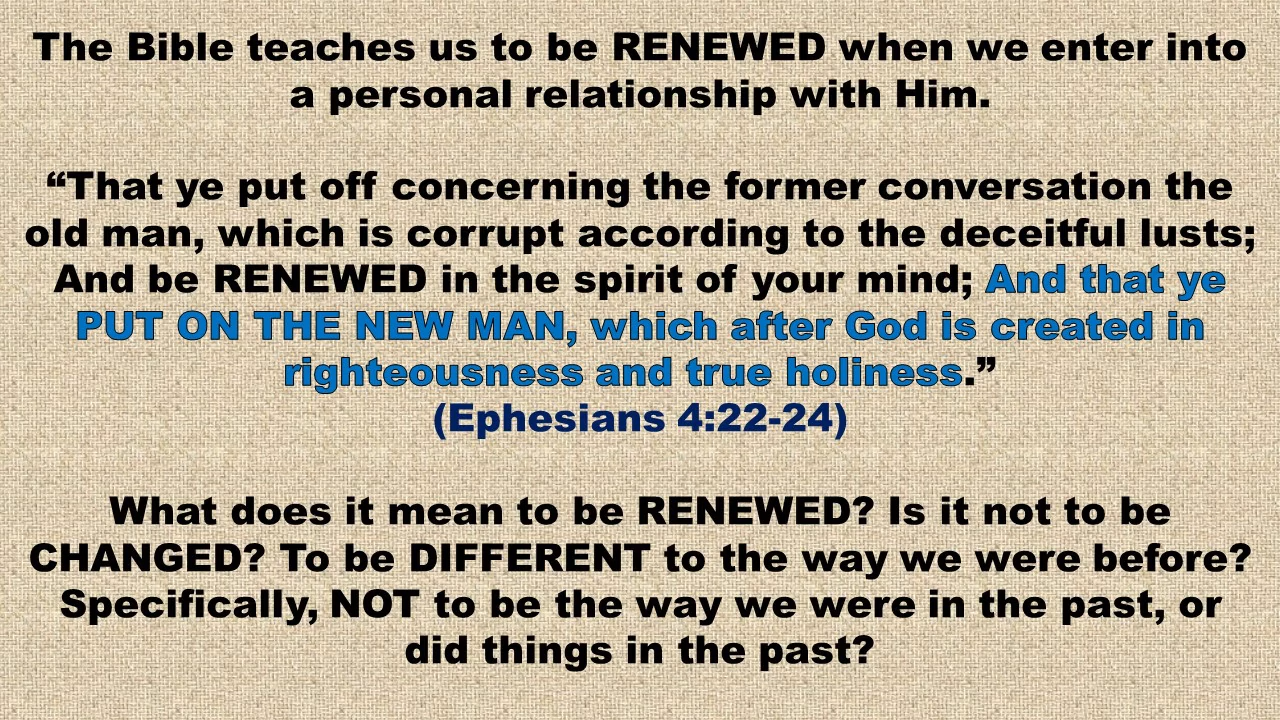 The Bible teaches us to be RENEWED when we enter into
a personal relationship with Him.
“That ye put off concerning the former conversation the
old man, which is corrupt according to the deceitful lusts;
And be RENEWED in the spirit of your mind; And that ye
PUT ON THE NEW MAN, which after God is created in
righteousness and true holiness.”
(Ephesians 4:22-24)
What does it mean to be RENEWED? Is it not to be
CHANGED? To be DIFFERENT to the way we were before?
Specifically, NOT to be the way we were in the past, or
did things in the past?